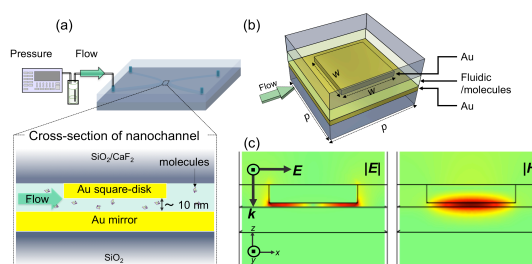 (a)
Pressure Flow
Cross-section of nanochannel
SiO₂/CaF₂
molecules
Au square-disk
Flow
~ 10 nm
Au mirror
SiO₂
(b)
Au
Fluidic
/molecules
Au
Flow
w
w
p
p
(c)
E
|E|
k
z
x
y